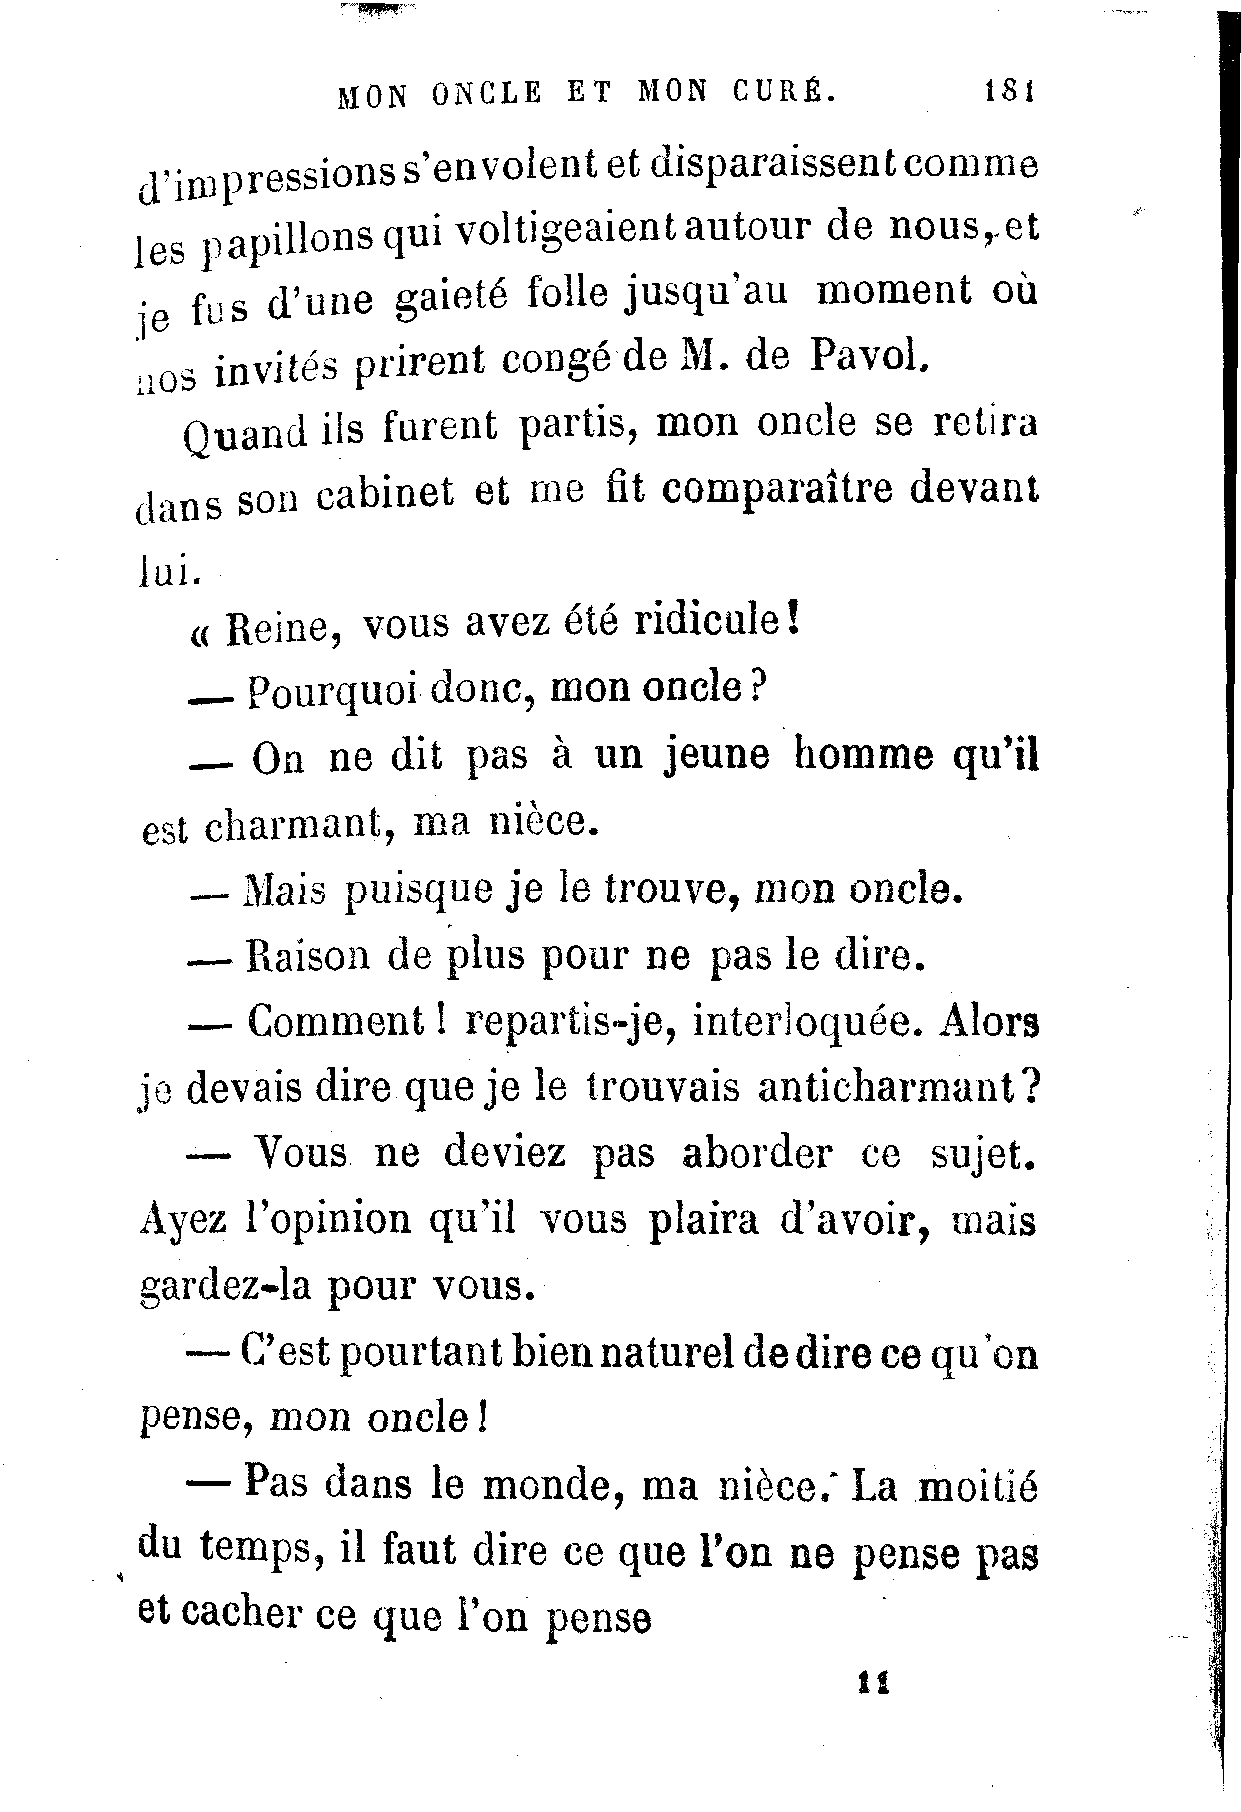 MON ONCLE ET MON CURÉ. 181
d'impressions s'envolent et disparaissent comme
les papillons qui voltigeaient autour de nous, et
je fus d'une gaieté folle jusqu'au moment où
nos invités prirent congé de M. de Pavol.
Quand ils furent partis, mon oncle se retira
dans son cabinet et me fit comparaître devant
lui.
« Reine, vous avez été ridicule !
— Pourquoi donc, mon oncle ?
— On ne dit pas à un jeune homme qu'il
est charmant, ma nièce.
— Mais puisque je le trouve, mon oncle.
— Raison de plus pour ne pas le dire.
— Comment ! repartis-je, interloquée. Alors
je devais dire que je le trouvais anticharmant ?
— Vous ne deviez pas aborder ce sujet.
Ayez l'opinion qu'il vous plaira d'avoir, mais
gardez-la pour vous.
— C'est pourtant bien naturel de dire ce qu'on
pense, mon oncle !
— Pas dans le monde, ma nièce. La moitié
du temps, il faut dire ce que l'on ne pense pas
et cacher ce que l'on pense
11